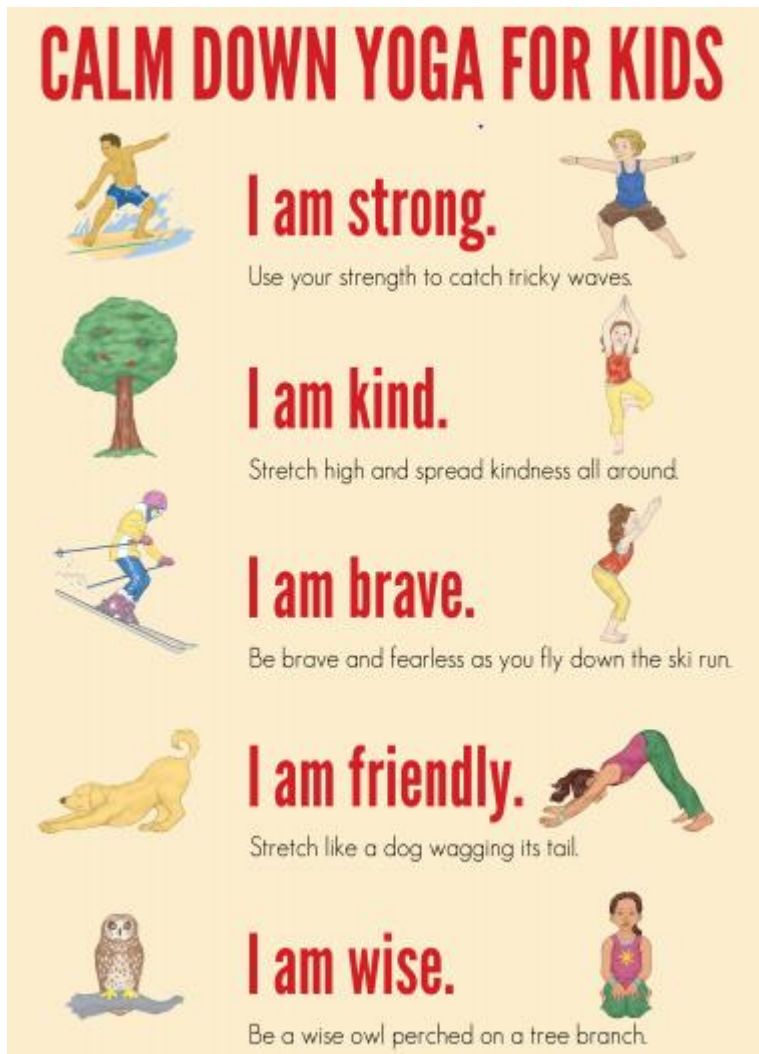 CALM DOWN YOGA FOR KIDS
I am strong.
Use your strength to catch tricky waves.
I am kind.
Stretch high and spread kindness all around.
I am brave.
Be brave and fearless as you fly down the ski run.
I am friendly.
Stretch like a dog wagging its tail.
I am wise.
Be a wise owl perched on a tree branch.